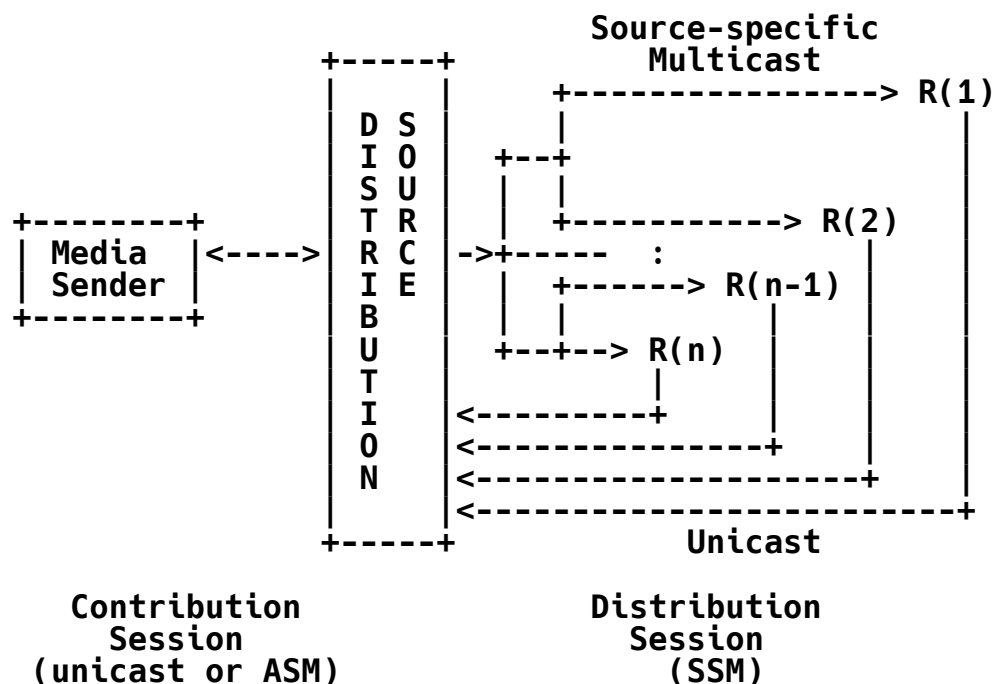 Source-specific
+-----+ Multicast
| | +----------------> R(1)
| D S | | |
| I O | +--+ |
| S U | | | |
+--------+ | T R | | +-----------> R(2) |
| Media |<---->| R C |->+----- : | |
| Sender | | I E | | +------> R(n-1) | |
+--------+ | B | | | | | |
| U | +--+--> R(n) | | |
| T | | | | |
| I |<---------+ | | |
| O |<---------------+ | |
| N |<--------------------+ |
| |<-------------------------+
+-----+ Unicast
Contribution Distribution
Session Session
(unicast or ASM) (SSM)